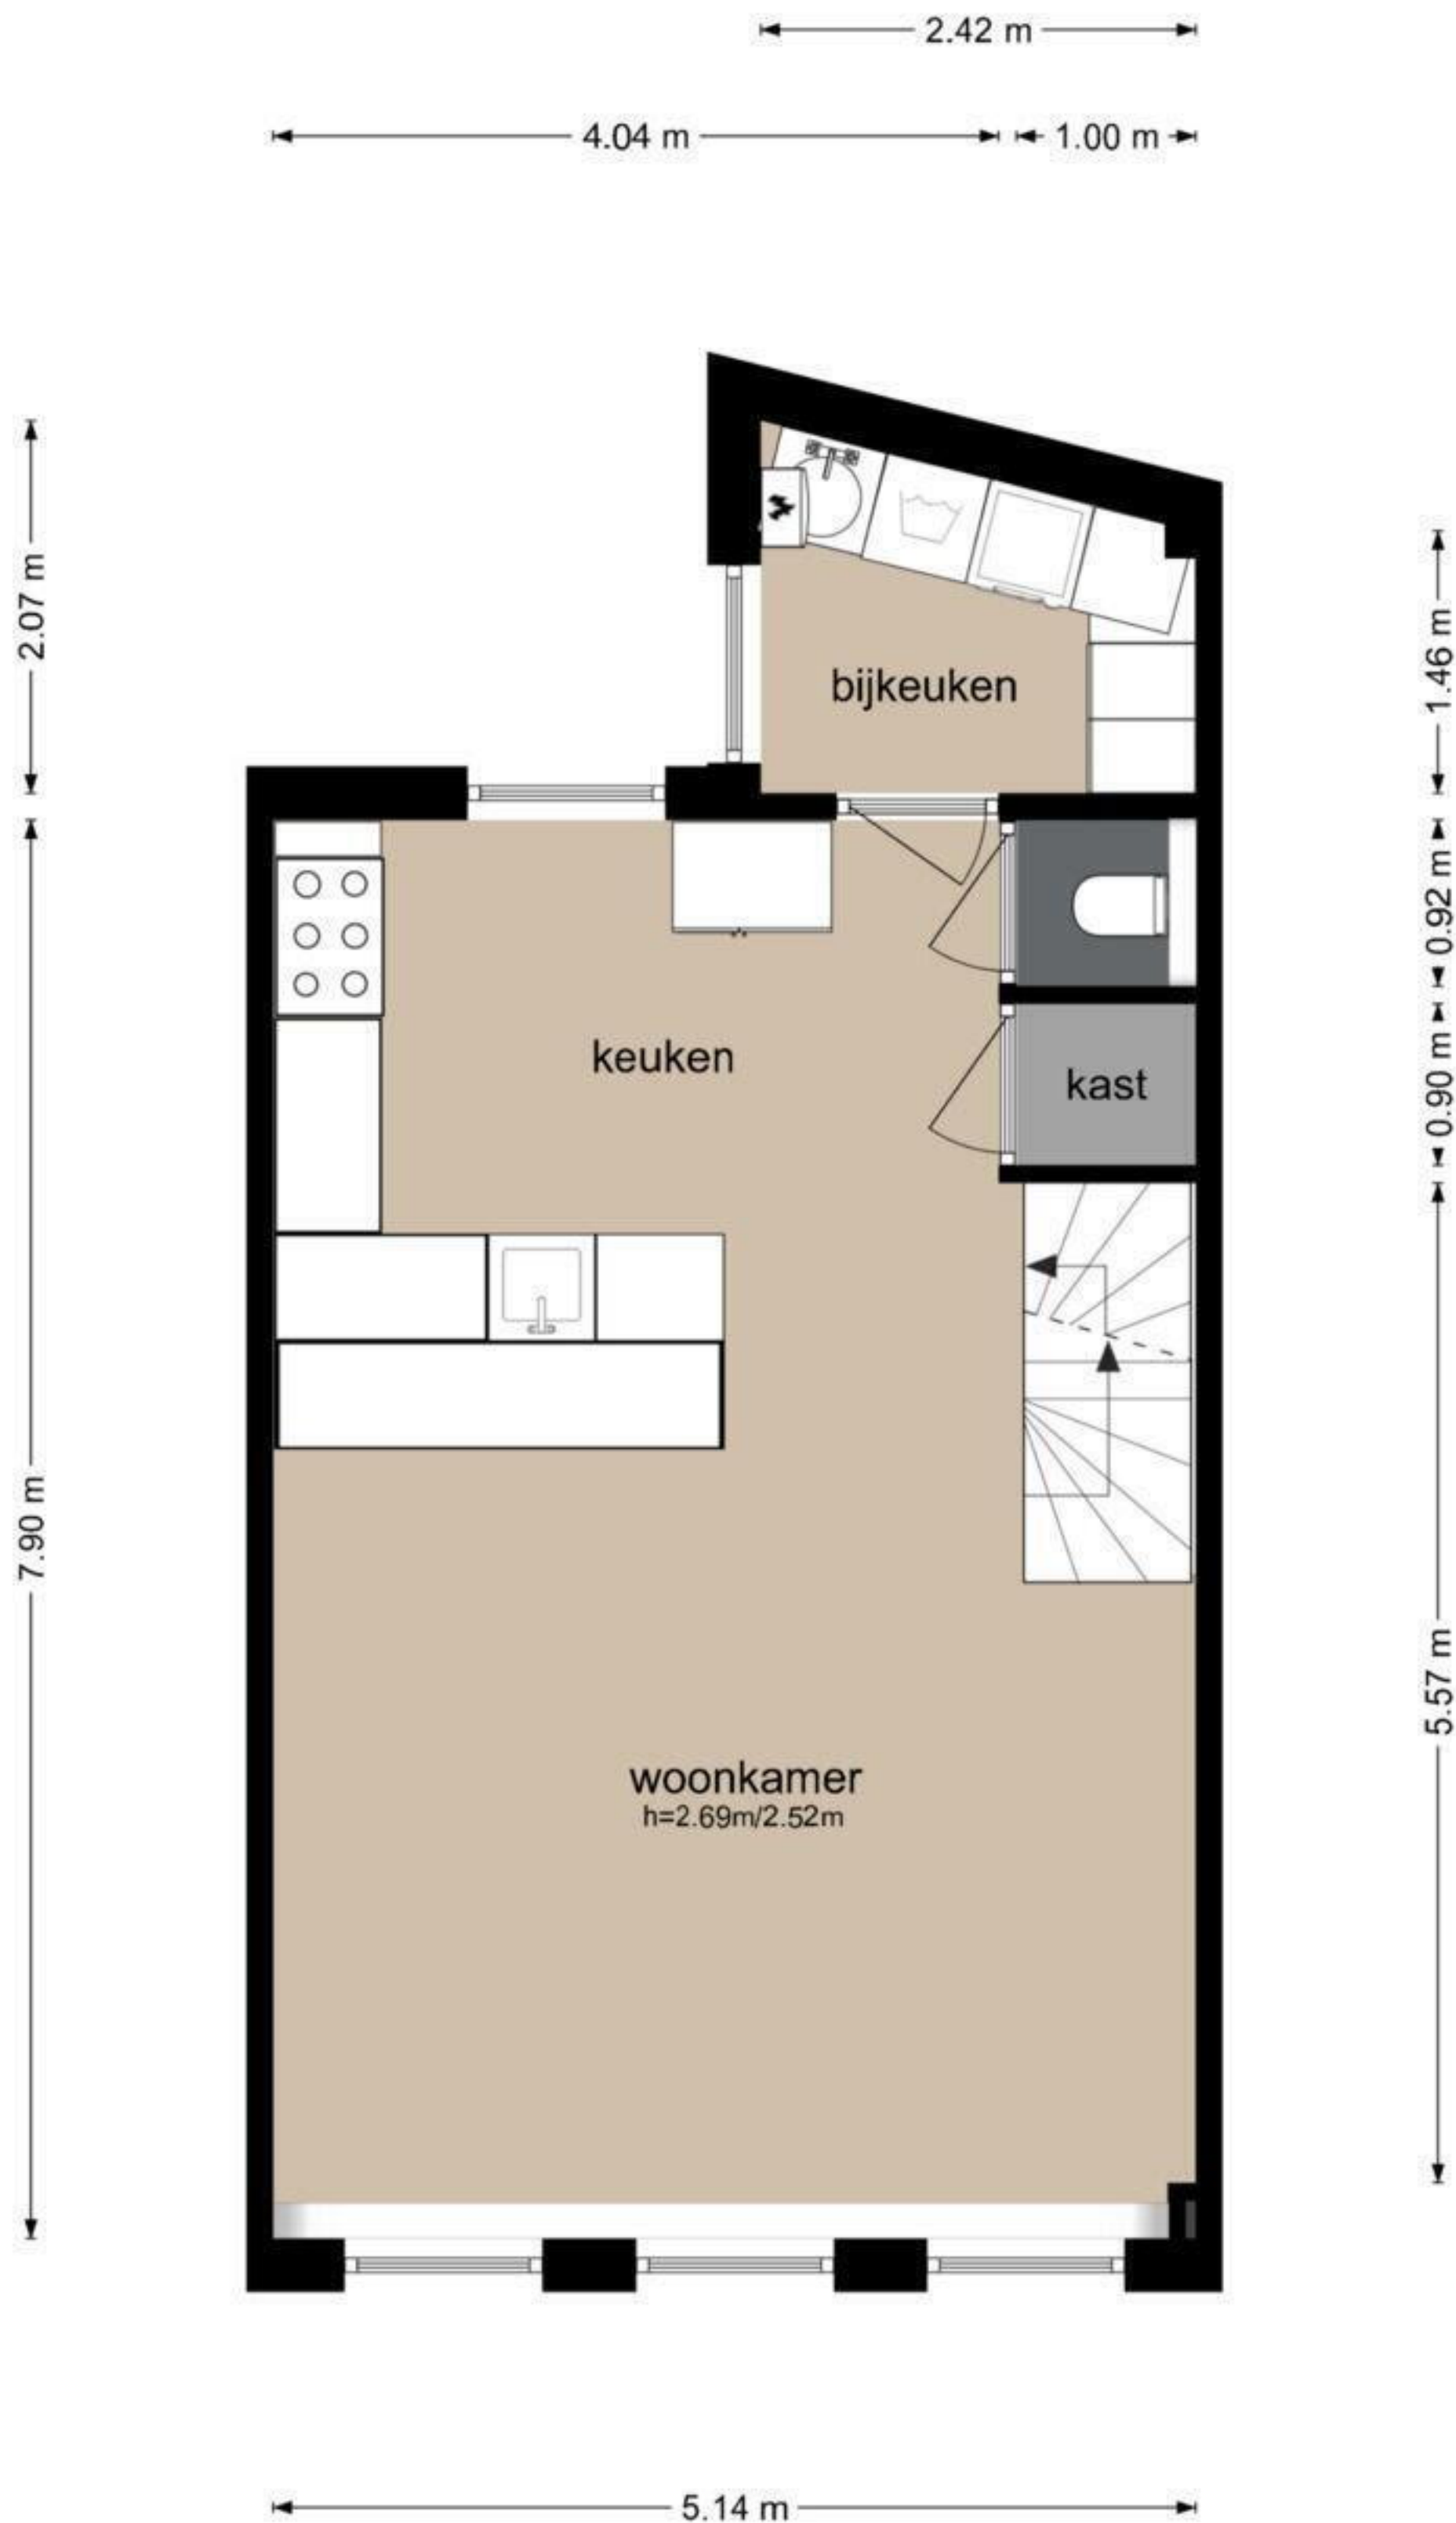 2.42 m
4.04 m
1.00 m
2.07 m
1.46 m
bijkeuken
0.92 m
keuken
kast
0.90 m
7.90 m
5.57 m
woonkamer
h=2.69m/2.52m
5.14 m